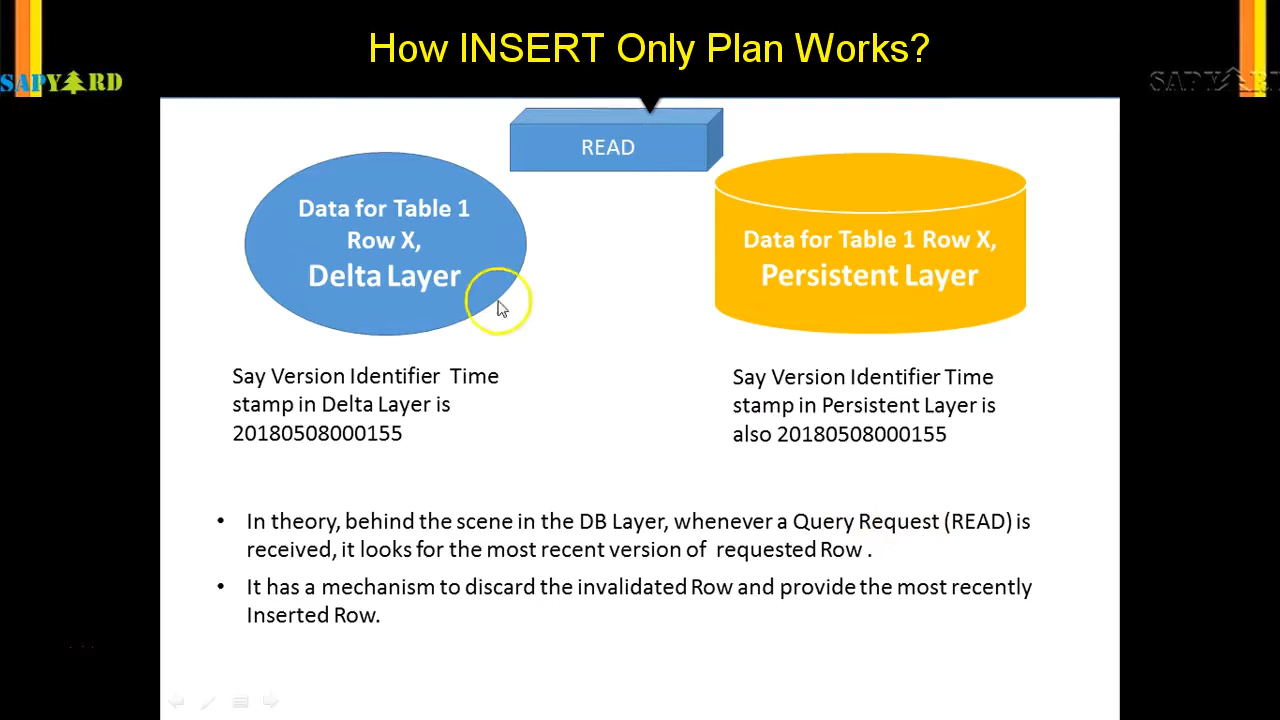 How INSERT Only Plan Works?
SAPYARD
SAPYARD
READ
Data for Table 1
Row X,
Delta Layer
Data for Table 1 Row X,
Persistent Layer
Say Version Identifier Time
stamp in Delta Layer is
20180508000155
Say Version Identifier Time
stamp in Persistent Layer is
also 20180508000155
• In theory, behind the scene in the DB Layer, whenever a Query Request (READ) is
received, it looks for the most recent version of requested Row .
• It has a mechanism to discard the invalidated Row and provide the most recently
Inserted Row.